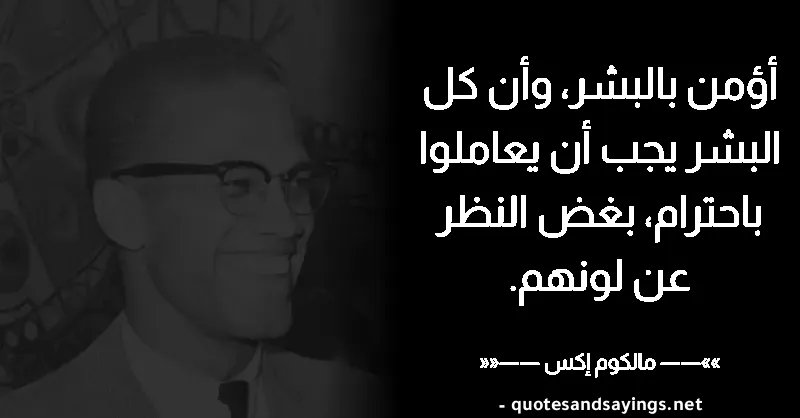 أؤمن بالبشر، وأن كل
البشر يجب أن يعاملوا
باحترام، بغض النظر
عن لونهم.
»»—— مالكوم إكس ——««
- quotesandsayings.net